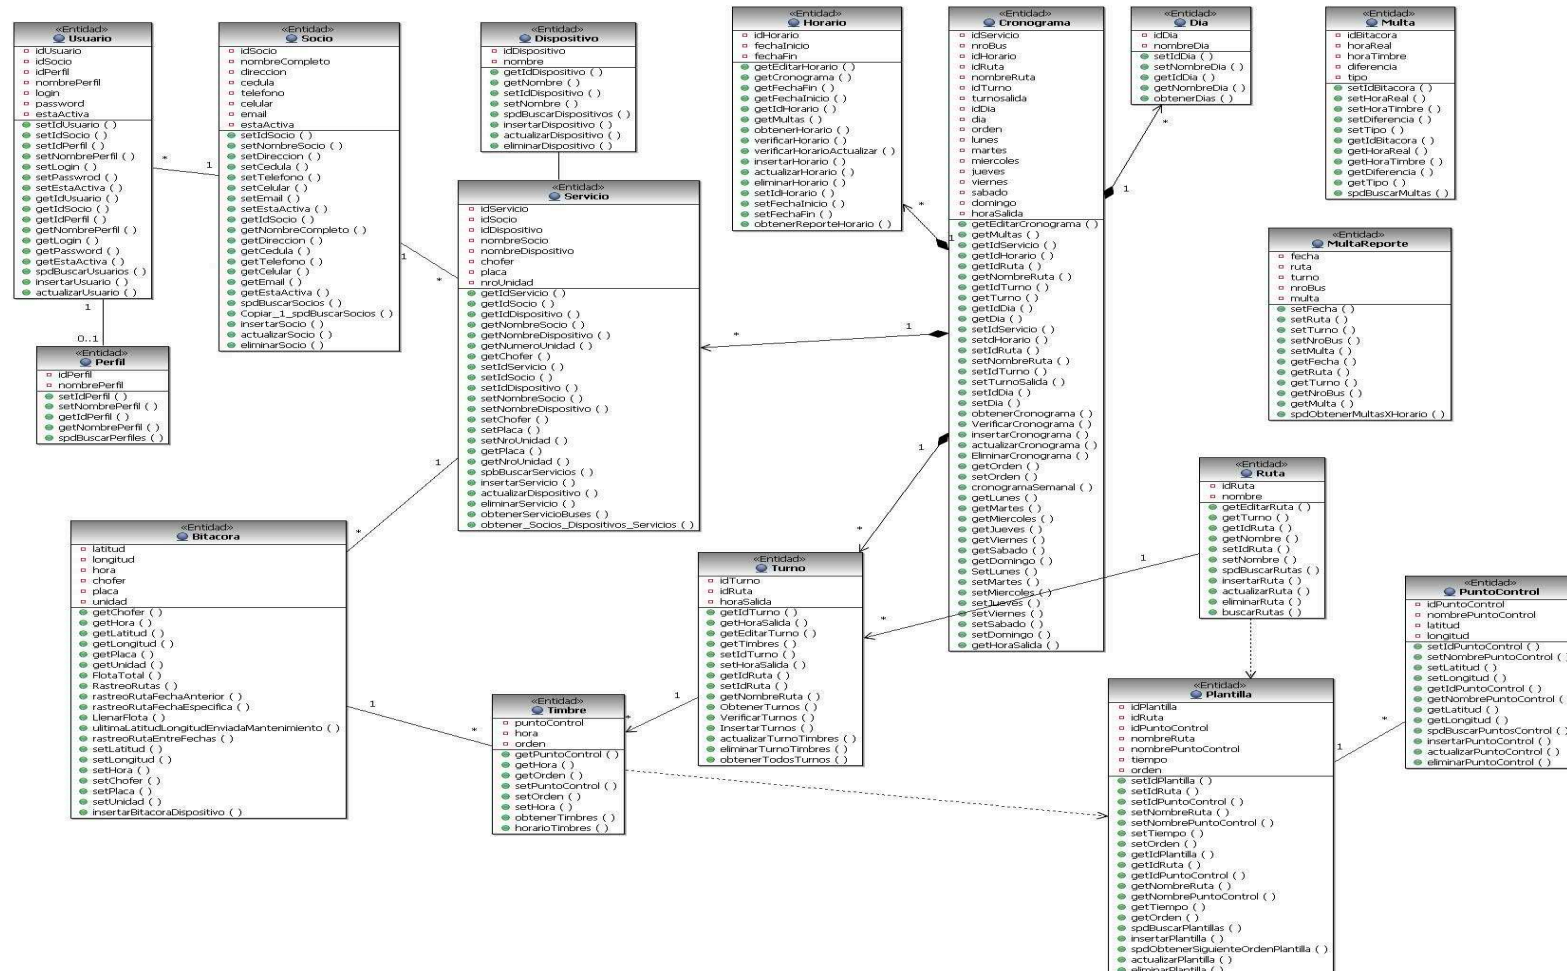 «Entidad»
Usuario
idUsuario
idSocio
idPerfil
nombrePerfil
login
password
estaActiva
setIdUsuario ( )
setIdSocio ( )
setIdPerfil ( )
setNombrePerfil ( )
setLogin ( )
setPasswrod ( )
setEstaActiva ( )
getIdUsuario ( )
getIdSocio ( )
getIdPerfil ( )
getNombrePerfil ( )
getLogin ( )
getPassword ( )
getEstaActiva ( )
spdBuscarUsuarios ( )
insertarUsuario ( )
actualizarUsuario ( )
*
1
1
0..1
«Entidad»
Perfil
idPerfil
nombrePerfil
setIdPerfil ( )
setNombrePerfil ( )
getIdPerfil ( )
getNombrePerfil ( )
spdBuscarPerfiles ( )
«Entidad»
Socio
idSocio
nombreCompleto
direccion
cedula
telefono
celular
email
estaActiva
setIdSocio ( )
setNombreSocio ( )
setDireccion ( )
setCedula ( )
setTelefono ( )
setCelular ( )
setEmail ( )
setEstaActiva ( )
getIdSocio ( )
getNombreCompleto ( )
getDireccion ( )
getCedula ( )
getTelefono ( )
getCelular ( )
getEmail ( )
getEstaActiva ( )
spdBuscarSocios ( )
Copiar_1_spdBuscarSocios ( )
insertarSocio ( )
actualizarSocio ( )
eliminarSocio ( )
1
*
«Entidad»
Dispositivo
idDispositivo
nombre
getIdDispositivo ( )
getNombre ( )
setIdDispositivo ( )
setNombre ( )
spdBuscarDispositivos ( )
insertarDispositivo ( )
actualizarDispositivo ( )
eliminarDispositivo ( )
«Entidad»
Servicio
idServicio
idSocio
idDispositivo
nombreSocio
nombreDispositivo
chofer
placa
nroUnidad
getIdServicio ( )
getIdSocio ( )
getIdDispositivo ( )
getNombreSocio ( )
getNombreDispositivo ( )
getNumeroUnidad ( )
getChofer ( )
setIdServicio ( )
setIdSocio ( )
setIdDispositivo ( )
setNombreSocio ( )
setNombreDispositivo ( )
setChofer ( )
setPlaca ( )
setNroUnidad ( )
getPlaca ( )
getNroUnidad ( )
spbBuscarServicios ( )
insertarServicio ( )
actualizarDispositivo ( )
eliminarServicio ( )
obtenerServicioBuses ( )
obtener_Socios_Dispositivos_Servicios ( )
1
*
*
1
«Entidad»
Horario
idHorario
fechaInicio
fechaFin
getEditarHorario ( )
getCronograma ( )
getFechaFin ( )
getFechaInicio ( )
getIdHorario ( )
getMultas ( )
obtenerHorario ( )
verificarHorario ( )
verificarHorarioActualizar ( )
insertarHorario ( )
actualizarHorario ( )
eliminarHorario ( )
setIdHorario ( )
setFechaInicio ( )
setFechaFin ( )
obtenerReporteHorario ( )
*
1
«Entidad»
Cronograma
idServicio
nroBus
idHorario
idRuta
nombreRuta
idTurno
turnosalida
idDia
dia
orden
lunes
martes
miercoles
jueves
viernes
sabado
domingo
horaSalida
getEditarCronograma ( )
getMultas ( )
getIdServicio ( )
getIdHorario ( )
getIdRuta ( )
getNombreRuta ( )
getIdTurno ( )
getTurno ( )
getIdDia ( )
getDia ( )
setIdServicio ( )
setdHorario ( )
setIdRuta ( )
setNombreRuta ( )
setIdTurno ( )
setTurnoSalida ( )
setIdDia ( )
setDia ( )
obtenerCronograma ( )
VerificarCronograma ( )
insertarCronograma ( )
actualizarCronograma ( )
EliminarCronograma ( )
getOrden ( )
setOrden ( )
cronogramaSemanal ( )
getLunes ( )
getMartes ( )
getMiercoles ( )
getJueves ( )
getViernes ( )
getSabado ( )
getDomingo ( )
SetLunes ( )
setMartes ( )
setMiercoles ( )
setJueves ( )
setViernes ( )
setSabado ( )
setDomingo ( )
getHoraSalida ( )
1
*
«Entidad»
Dia
idDia
nombreDia
setIdDia ( )
setNombreDia ( )
getIdDia ( )
getNombreDia ( )
obtenerDias ( )
*
1
«Entidad»
Multa
idBitacora
horaReal
horaTimbre
diferencia
tipo
setIdBitacora ( )
setHoraReal ( )
setHoraTimbre ( )
setDiferencia ( )
setTipo ( )
getIdBitacora ( )
getHoraReal ( )
getHoraTimbre ( )
getDiferencia ( )
getTipo ( )
spdBuscarMultas ( )
«Entidad»
MultaReporte
fecha
ruta
turno
nroBus
multa
setFecha ( )
setRuta ( )
setTurno ( )
setNroBus ( )
setMulta ( )
getFecha ( )
getRuta ( )
getTurno ( )
getNroBus ( )
getMulta ( )
spdObtenerMultasXHorario ( )
«Entidad»
Ruta
idRuta
nombre
getEditarRuta ( )
getTurno ( )
getIdRuta ( )
getNombre ( )
setIdRuta ( )
setNombre ( )
spdBuscarRutas ( )
insertarRuta ( )
actualizarRuta ( )
eliminarRuta ( )
buscarRutas ( )
1
*
«Entidad»
Bitacora
latitud
longitud
hora
chofer
placa
unidad
getChofer ( )
getHora ( )
getLatitud ( )
getLongitud ( )
getPlaca ( )
getUnidad ( )
FlotaTotal ( )
RastreoRutas ( )
rastreoRutaFechaAnterior ( )
rastreoRutaFechaEspecifica ( )
LlenarFlota ( )
ulitimaLatitudLongitudEnviadaMantenimiento ( )
rastreoRutaEntreFechas ( )
setLatitud ( )
setLongitud ( )
setHora ( )
setChofer ( )
setPlaca ( )
setUnidad ( )
insertarBitacoraDispositivo ( )
1
*
«Entidad»
Turno
idTurno
idRuta
horaSalida
getIdTurno ( )
getHoraSalida ( )
getEditarTurno ( )
getTimbres ( )
setIdTurno ( )
setHoraSalida ( )
getIdRuta ( )
setIdRuta ( )
getNombreRuta ( )
ObtenerTurnos ( )
VerificarTurnos ( )
InsertarTurnos ( )
actualizarTurnoTimbres ( )
eliminarTurnoTimbres ( )
obtenerTodosTurnos ( )
1
*
«Entidad»
Timbre
puntoControl
hora
orden
getPuntoControl ( )
getHora ( )
getOrden ( )
setPuntoControl ( )
setOrden ( )
setHora ( )
obtenerTimbres ( )
horarioTimbres ( )
«Entidad»
PuntoControl
idPuntoControl
nombrePuntoControl
latitud
longitud
setIdPuntoControl ( )
setNombrePuntoControl ( )
setLatitud ( )
setLongitud ( )
getIdPuntoControl ( )
getNombrePuntoControl ( )
getLatitud ( )
getLongitud ( )
spdBuscarPuntosControl ( )
insertarPuntoControl ( )
actualizarPuntoControl ( )
eliminarPuntoControl ( )
*
1
«Entidad»
Plantilla
idPlantilla
idRuta
idPuntoControl
nombreRuta
nombrePuntoControl
tiempo
orden
setIdPlantilla ( )
setIdRuta ( )
setIdPuntoControl ( )
setNombreRuta ( )
setNombrePuntoControl ( )
setTiempo ( )
setOrden ( )
getIdPlantilla ( )
getIdRuta ( )
getIdPuntoControl ( )
getNombreRuta ( )
getNombrePuntoControl ( )
getTiempo ( )
getOrden ( )
spdBuscarPlantillas ( )
insertarPlantilla ( )
spdObtenerSiguienteOrdenPlantilla ( )
actualizarPlantilla ( )
eliminarPlantilla ( )